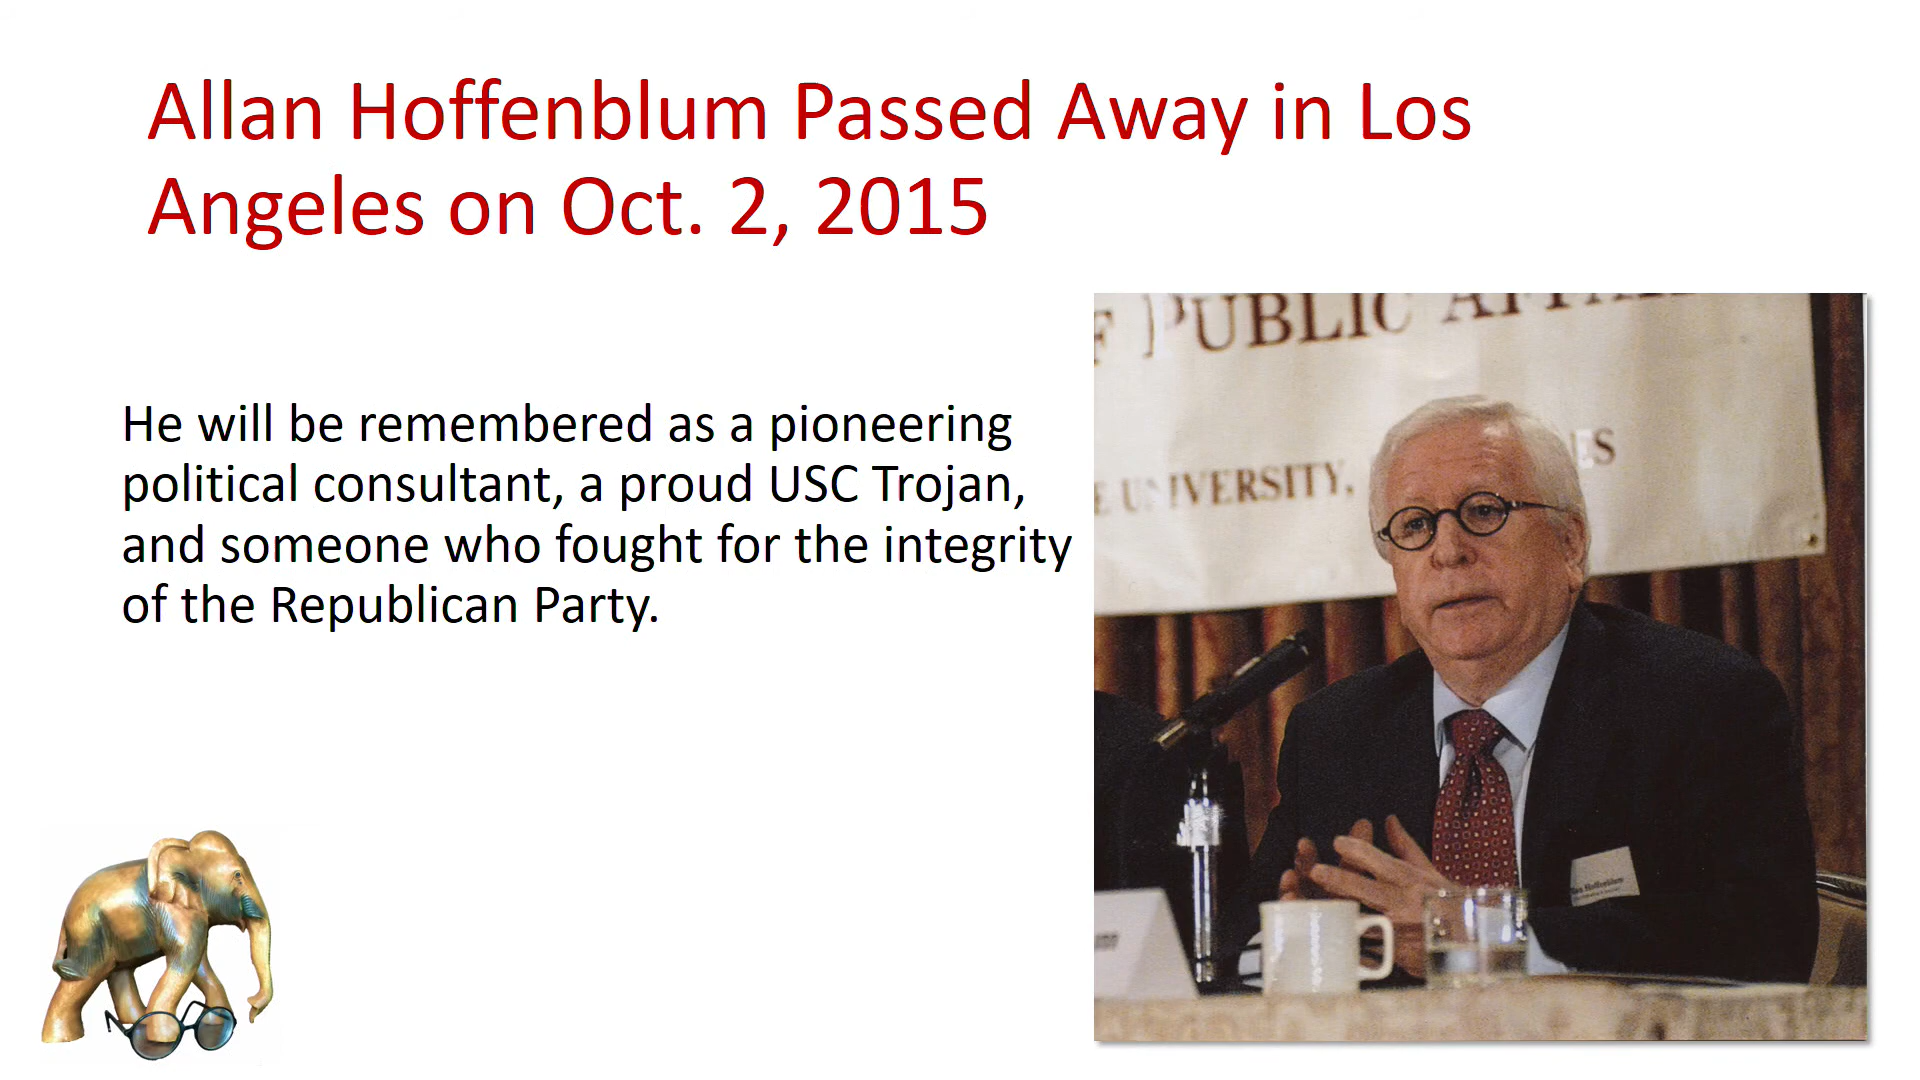 Allan Hoffenblum Passed Away in Los
Angeles on Oct. 2, 2015
He will be remembered as a pioneering
political consultant, a proud USC Trojan,
and someone who fought for the integrity
of the Republican Party.
PUBLIC
UNIVERSITY,
Hoffenblum